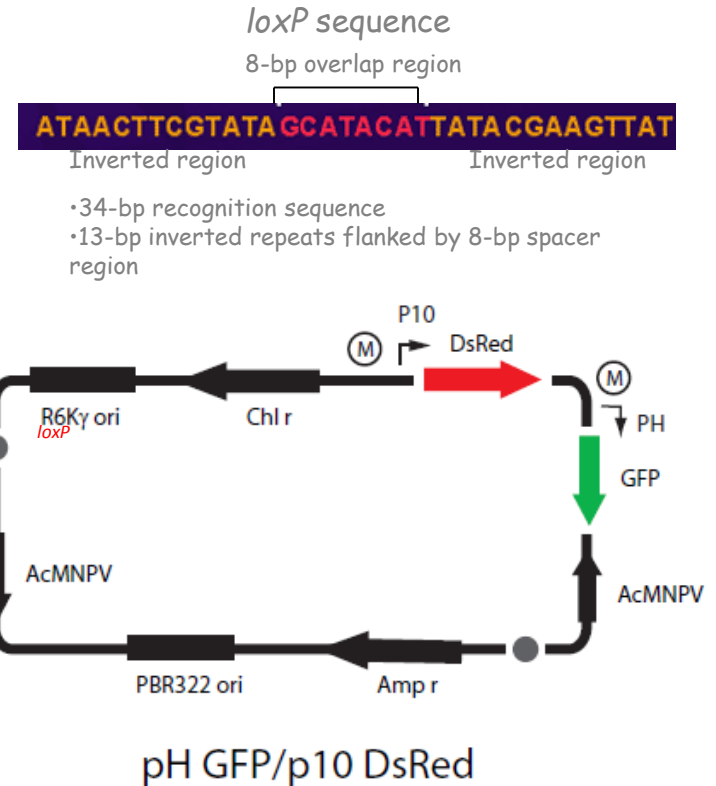 loxP sequence
8-bp overlap region
ATAACTTCGTATAGCATACATTATACGAAGTTAT
Inverted region Inverted region
•34-bp recognition sequence
•13-bp inverted repeats flanked by 8-bp spacer
region
P10
M DsRed
M
R6Kγ ori Chl r PH
loxP
GFP
AcMNPV
AcMNPV
PBR322 ori Amp r
pH GFP/p10 DsRed